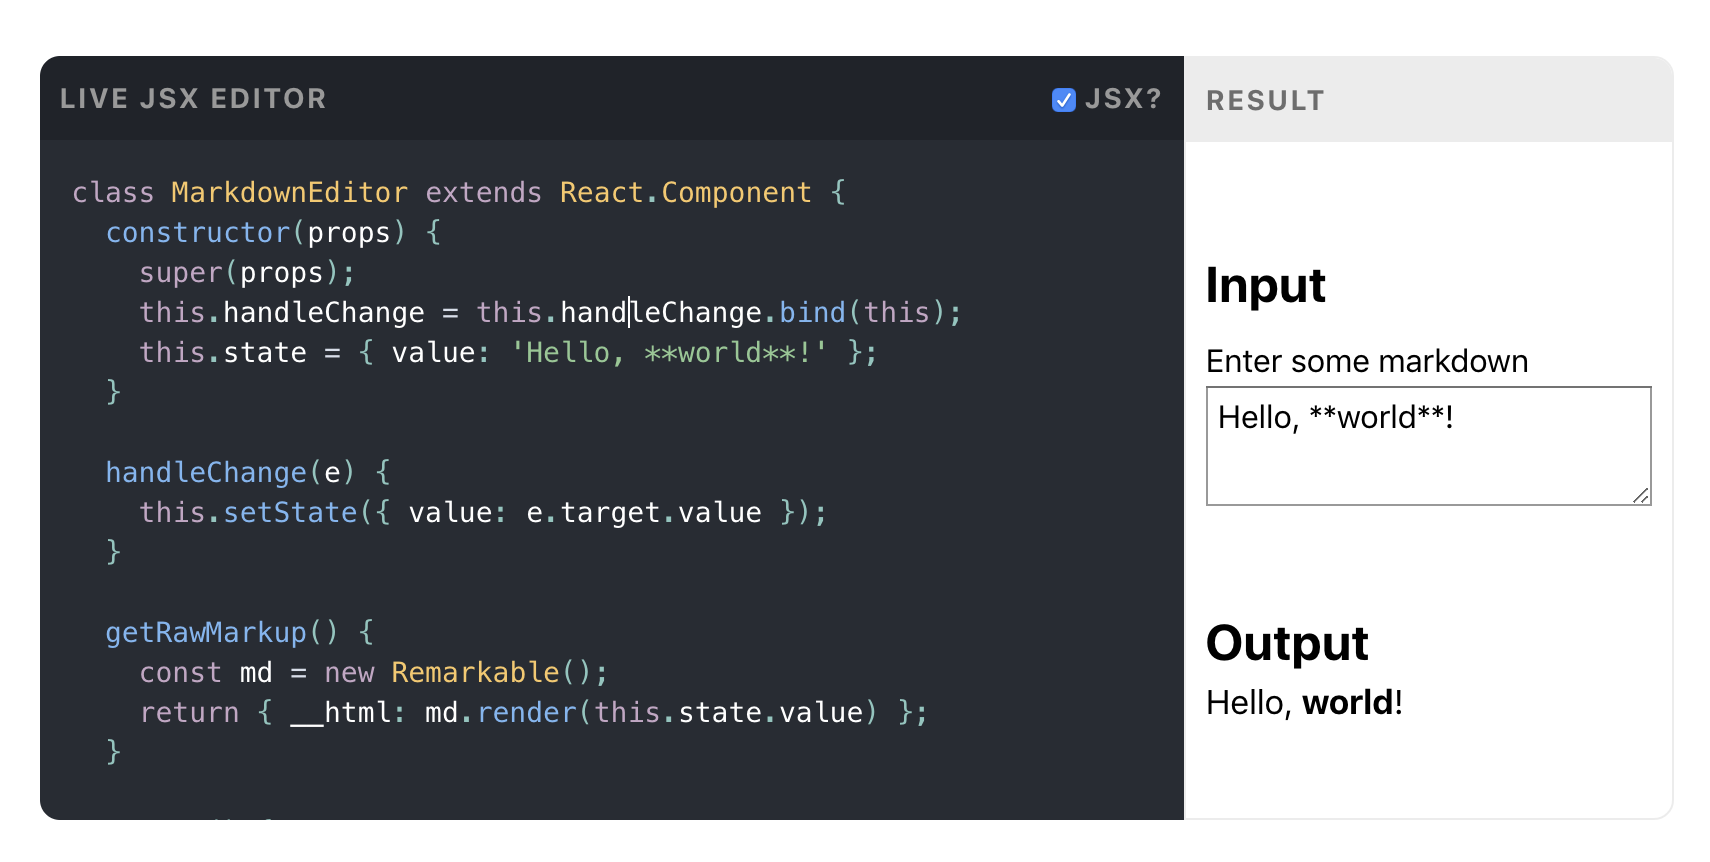 LIVE JSX EDITOR
JSX?
class MarkdownEditor extends React.Component {
  constructor(props) {
    super(props);
    this.handleChange = this.handleChange.bind(this);
    this.state = { value: 'Hello, **world**!' };
  }
  handleChange(e) {
    this.setState({ value: e.target.value });
  }
  getRawMarkup() {
    const md = new Remarkable();
    return { __html: md.render(this.state.value) };
  }
RESULT
Input
Enter some markdown
Hello, **world**!
Output
Hello, world!